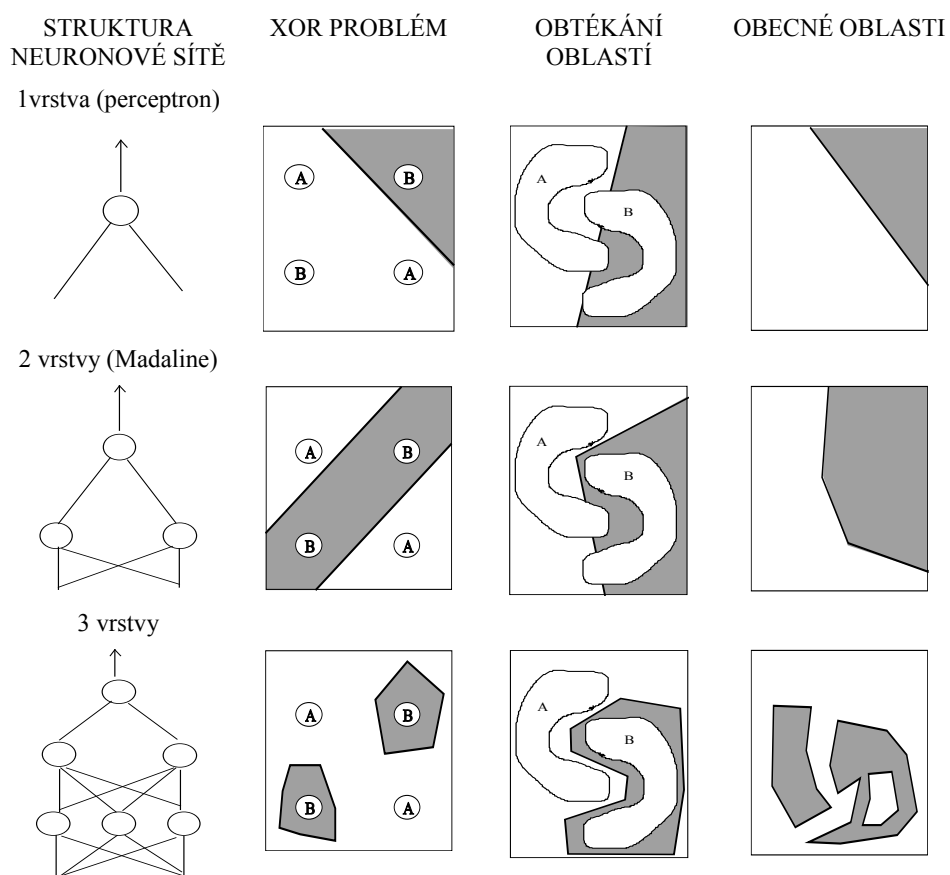 STRUKTURA
NEURONOVÉ SÍTĚ
XOR PROBLÉM
OBTÉKÁNÍ
OBLASTÍ
OBECNÉ OBLASTI
1vrstva (perceptron)
A
B
B
A
A
B
2 vrstvy (Madaline)
A
B
B
A
A
B
3 vrstvy
A
B
B
A
A
B